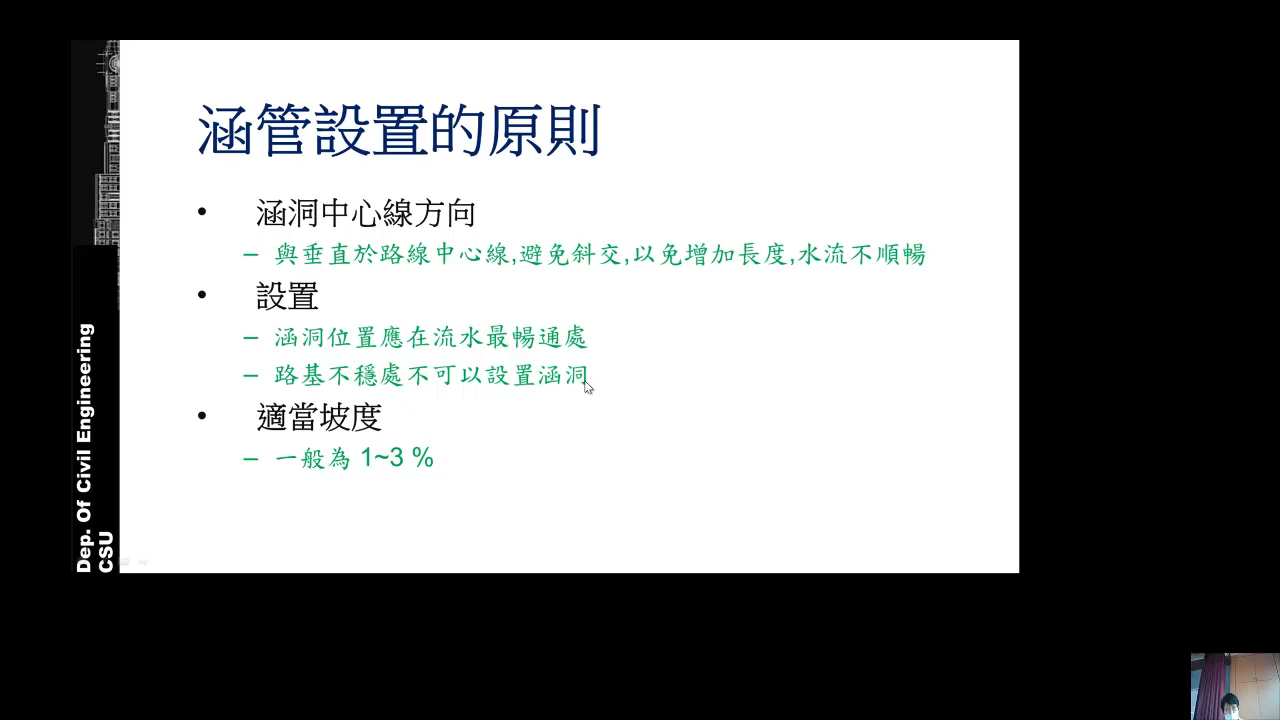 涵管設置的原則
• 涵洞中心線方向
– 與垂直於路線中心線,避免斜交,以免增加長度,水流不順暢
• 設置
– 涵洞位置應在流水最暢通處
– 路基不穩處不可以設置涵洞
• 適當坡度
– 一般為 1~3 %
Dep. Of Civil Engineering
CSU